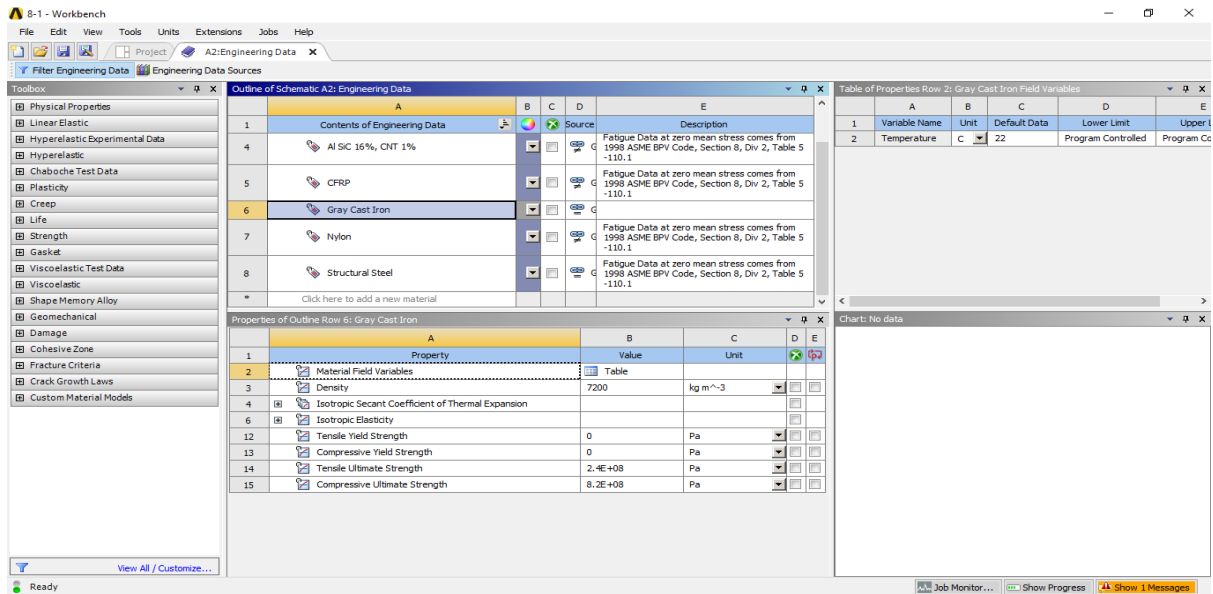 8-1 - Workbench
File Edit View Tools Units Extensions Jobs Help
Project A2:Engineering Data
Filter Engineering Data Engineering Data Sources
Toolbox
Physical Properties
Linear Elastic
Hyperelastic Experimental Data
Hyperelastic
Chaboche Test Data
Plasticity
Creep
Life
Strength
Gasket
Viscoelastic Test Data
Viscoelastic
Shape Memory Alloy
Geomechanical
Damage
Cohesive Zone
Fracture Criteria
Crack Growth Laws
Custom Material Models
View All / Customize...
Outline of Schematic A2: Engineering Data
A B C D E
1 Contents of Engineering Data Source Description
4 Al SiC 16%, CNT 1% G Fatigue Data at zero mean stress comes from
1998 ASME BPV Code, Section 8, Div 2, Table 5
-110.1
5 CFRP G Fatigue Data at zero mean stress comes from
1998 ASME BPV Code, Section 8, Div 2, Table 5
-110.1
6 Gray Cast Iron G
7 Nylon G Fatigue Data at zero mean stress comes from
1998 ASME BPV Code, Section 8, Div 2, Table 5
-110.1
8 Structural Steel G Fatigue Data at zero mean stress comes from
1998 ASME BPV Code, Section 8, Div 2, Table 5
-110.1
* Click here to add a new material
Properties of Outline Row 6: Gray Cast Iron
A B C D E
1 Property Value Unit
2 Material Field Variables Table
3 Density 7200 kg m^-3
4 Isotropic Secant Coefficient of Thermal Expansion
6 Isotropic Elasticity
12 Tensile Yield Strength 0 Pa
13 Compressive Yield Strength 0 Pa
14 Tensile Ultimate Strength 2.4E+08 Pa
15 Compressive Ultimate Strength 8.2E+08 Pa
Table of Properties Row 2: Gray Cast Iron Field Variables
A B C D E
1 Variable Name Unit Default Data Lower Limit Upper L
2 Temperature C 22 Program Controlled Program Co
Chart: No data
Ready
Job Monitor... Show Progress Show 1 Messages